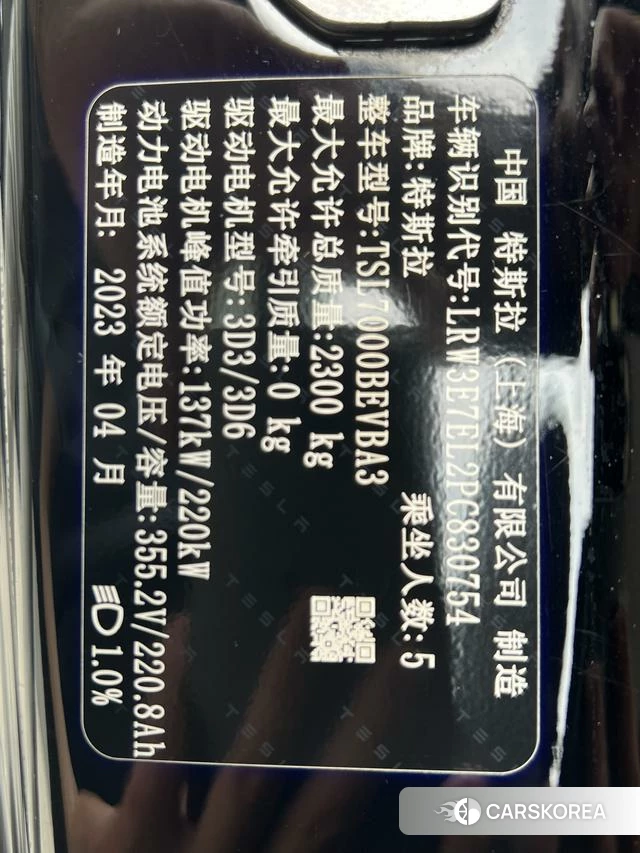 中国 特斯拉 (上海) 有限公司 制造
车辆识别代号:LRW3E7EL2PC830754
品牌:特斯拉 乘坐人数:5
整车型号:TSL7000BEVBA3
最大允许总质量:2300 kg
最大允许牵引质量:0 kg
驱动电机型号:3D3/3D6
驱动电机峰值功率:137kW/220kW
动力电池系统额定电压/容量:355.2V/220.8Ah
制造年月: 2023 年 04 月 1.0%
CARSKOREA